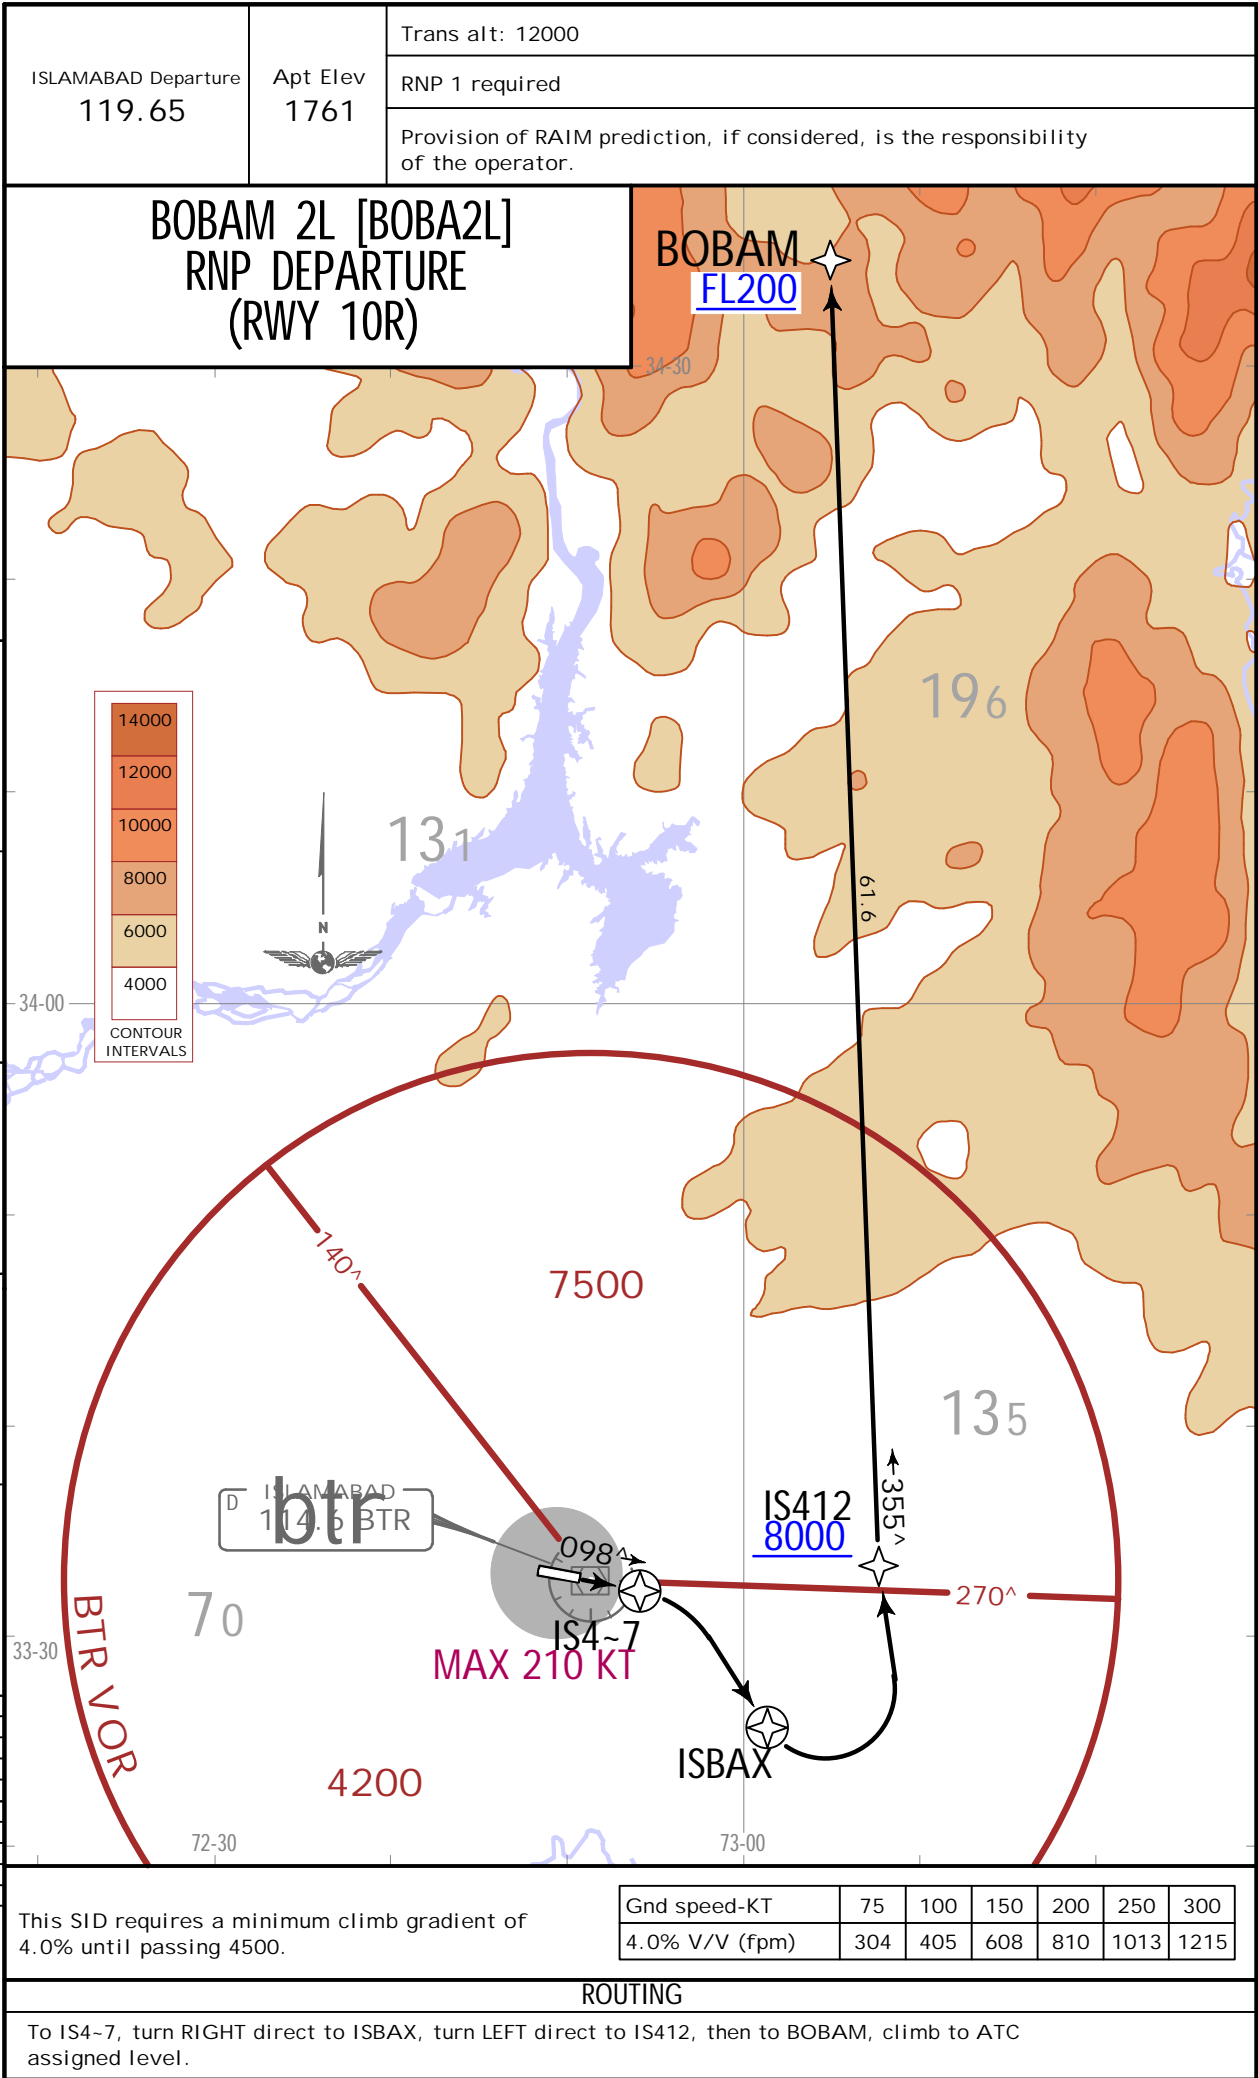 ISLAMABAD Departure
119.65
Apt Elev
1761
Trans alt: 12000
RNP 1 required
Provision of RAIM prediction, if considered, is the responsibility
of the operator.
BOBAM 2L [BOBA2L]
RNP DEPARTURE
(RWY 10R)
BOBAM
FL200
34-30
196
14000
12000
10000
8000
6000
4000
CONTOUR
INTERVALS
131
N
61.6
34-00
140^
7500
135
D
ISLAMABAD
114.6 BTR
btr
IS412
8000
355^
098^
270^
IS4~7
MAX 210 KT
70
33-30
BTR VOR
ISBAX
4200
72-30
73-00
This SID requires a minimum climb gradient of
4.0% until passing 4500.
Gnd speed-KT 75 100 150 200 250 300
4.0% V/V (fpm) 304 405 608 810 1013 1215
ROUTING
To IS4~7, turn RIGHT direct to ISBAX, turn LEFT direct to IS412, then to BOBAM, climb to ATC
assigned level.